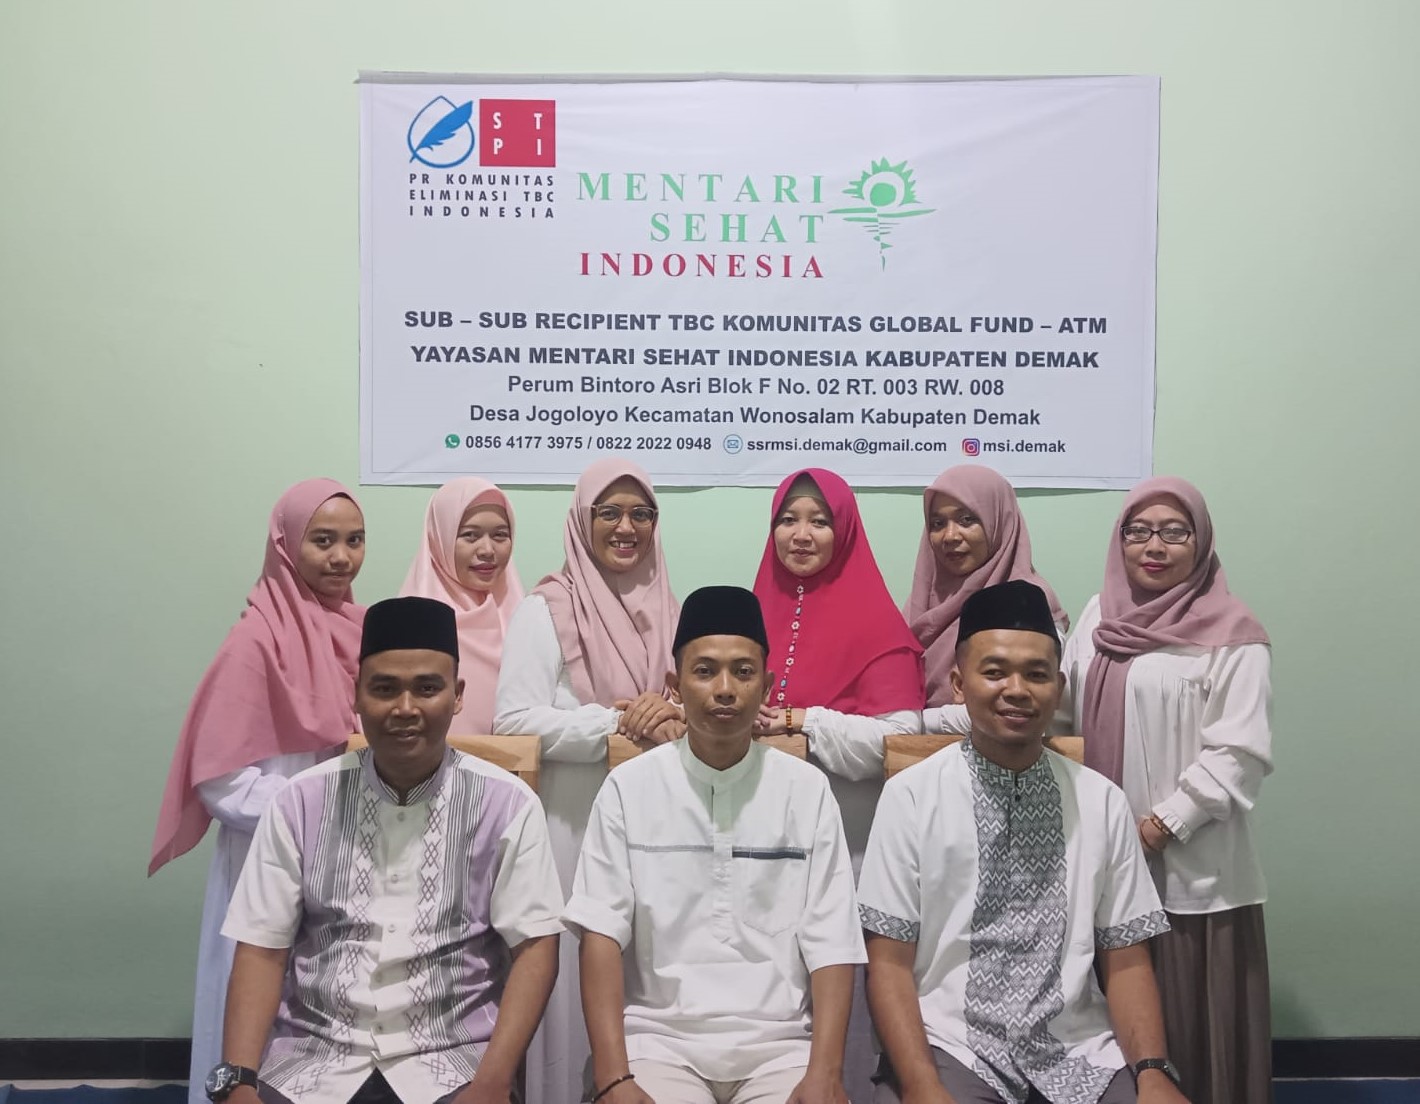 S T
P I
PR KOMUNITAS
ELIMINASI TBC
INDONESIA
MENTARI
SEHAT
INDONESIA
SUB – SUB RECIPIENT TBC KOMUNITAS GLOBAL FUND – ATM
YAYASAN MENTARI SEHAT INDONESIA KABUPATEN DEMAK
Perum Bintoro Asri Blok F No. 02 RT. 003 RW. 008
Desa Jogoloyo Kecamatan Wonosalam Kabupaten Demak
0856 4177 3975 / 0822 2022 0948 ssrmsi.demak@gmail.com msi.demak